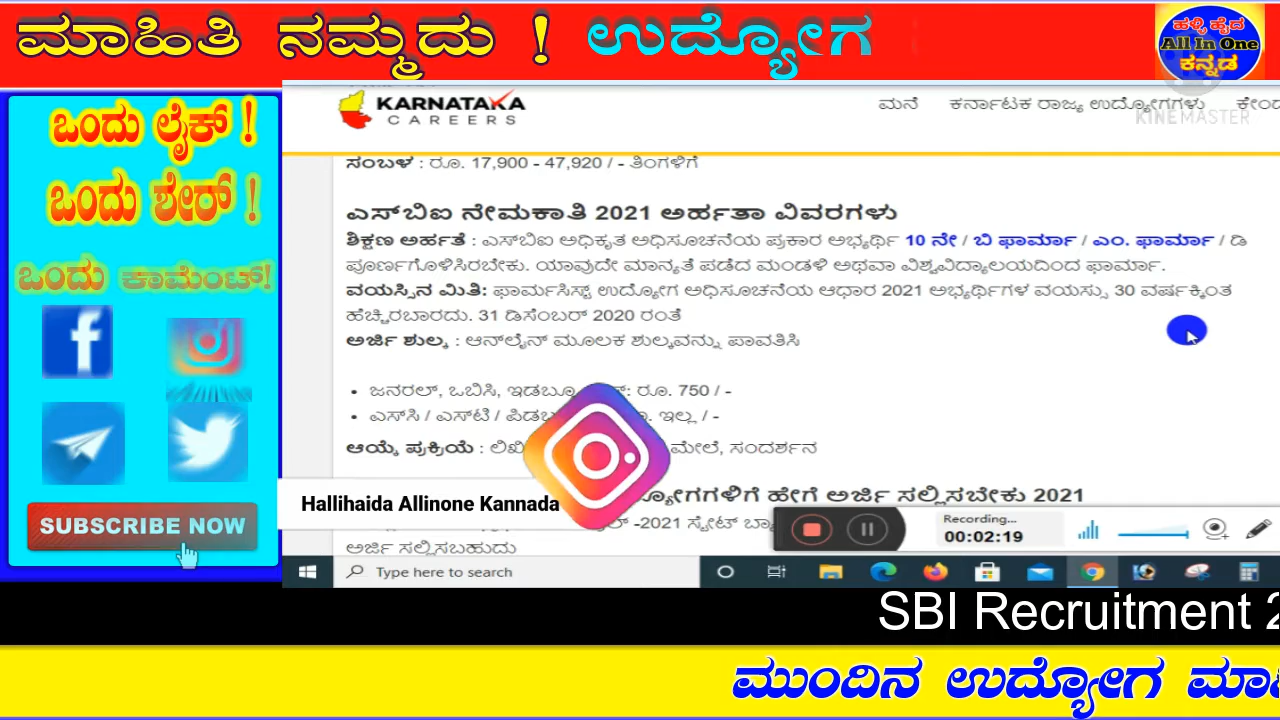 ಮಾಹಿತಿ ನಮ್ಮದು ! ಉದ್ಯೋಗ
ಹಳ್ಳಿ ಹೈದ
All In One
ಕನ್ನಡ
KINEMASTER
ಒಂದು ಲೈಕ್ !
ಒಂದು ಶೇರ್ !
ಒಂದು ಕಾಮೆಂಟ್!
SUBSCRIBE NOW
KARNATAKA
CAREERS
ಮನೆ ಕರ್ನಾಟಕ ರಾಜ್ಯ ಉದ್ಯೋಗಗಳು ಕೇಂದ
ಸಂಬಳ : ರೂ. 17,900 - 47,920 / - ತಿಂಗಳಿಗೆ
ಎಸ್‌ಬಿಐ ನೇಮಕಾತಿ 2021 ಅರ್ಹತಾ ವಿವರಗಳು
ಶಿಕ್ಷಣ ಅರ್ಹತೆ : ಎಸ್‌ಬಿಐ ಅಧಿಕೃತ ಅಧಿಸೂಚನೆಯ ಪ್ರಕಾರ ಅಭ್ಯರ್ಥಿ 10 ನೇ / ಬಿ ಫಾರ್ಮಾ / ಎಂ. ಫಾರ್ಮಾ / ಡಿ
ಪೂರ್ಣಗೊಳಿಸಿರಬೇಕು. ಯಾವುದೇ ಮಾನ್ಯತೆ ಪಡೆದ ಮಂಡಳಿ ಅಥವಾ ವಿಶ್ವವಿದ್ಯಾಲಯದಿಂದ ಫಾರ್ಮಾ.
ವಯಸ್ಸಿನ ಮಿತಿ: ಫಾರ್ಮಸಿಸ್ಟ್ ಉದ್ಯೋಗ ಅಧಿಸೂಚನೆಯ ಆಧಾರ 2021 ಅಭ್ಯರ್ಥಿಗಳ ವಯಸ್ಸು 30 ವರ್ಷಕ್ಕಿಂತ
ಹೆಚ್ಚಿರಬಾರದು. 31 ಡಿಸೆಂಬರ್ 2020 ರಂತೆ
ಅರ್ಜಿ ಶುಲ್ಕ : ಆನ್‌ಲೈನ್ ಮೂಲಕ ಶುಲ್ಕವನ್ನು ಪಾವತಿಸಿ
• ಜನರಲ್, ಒಬಿಸಿ, ಇಡಬ್ಲೂ ರೂ. 750 / -
• ಎಸ್‌ಸಿ / ಎಸ್‌ಟಿ / ಪಿಡಬ ಇಲ್ಲ / -
ಆಯ್ಕೆ ಪ್ರಕ್ರಿಯೆ : ಲಿಖಿ ಮೇಲೆ, ಸಂದರ್ಶನ
ದ್ಯೋಗಗಳಿಗೆ ಹೇಗೆ ಅರ್ಜಿ ಸಲ್ಲಿಸಬೇಕು 2021
-2021 ಸ್ಟೇಟ್ ಬ್ಯಾ
ಅರ್ಜಿ ಸಲ್ಲಿಸಬಹುದು
Hallihaida Allinone Kannada
Recording...
00:02:19
Type here to search
SBI Recruitment 2
ಮುಂದಿನ ಉದ್ಯೋಗ ಮಾಹಿ